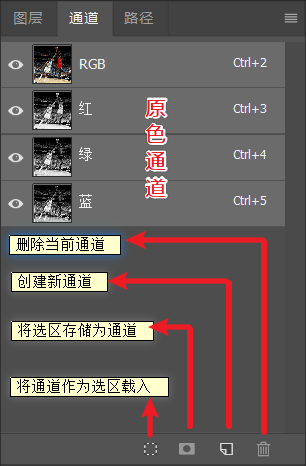 图层 通道 路径
RGB Ctrl+2
红 Ctrl+3
绿 Ctrl+4
蓝 Ctrl+5
原色通道
删除当前通道
创建新通道
将选区存储为通道
将通道作为选区载入